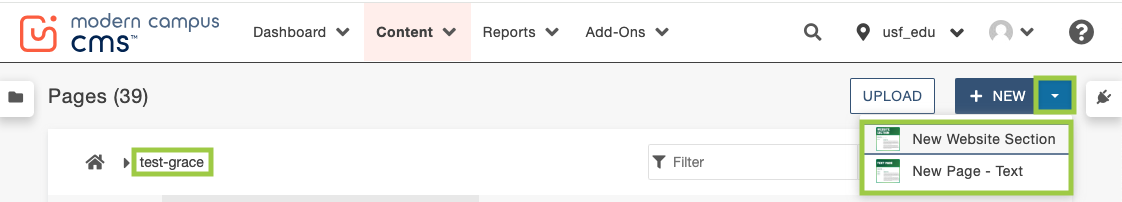 modern campus
cms™
Dashboard Content Reports Add-Ons usf_edu ?
Pages (39) UPLOAD + NEW
test-grace Filter
New Website Section
New Page - Text